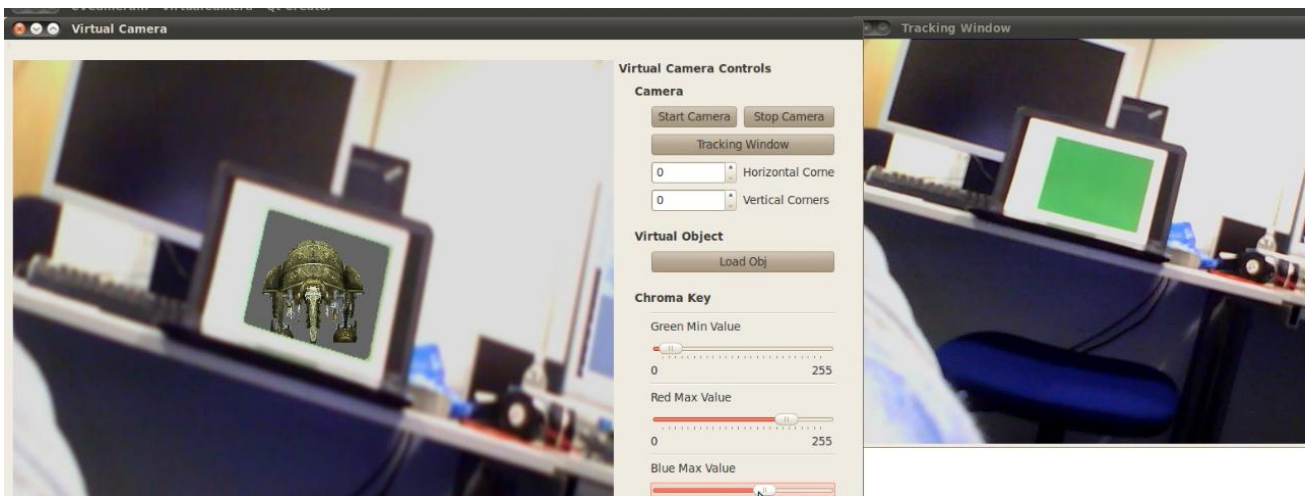 Virtual Camera
Tracking Window
Virtual Camera Controls
Camera
Start Camera Stop Camera
Tracking Window
0 Horizontal Corne
0 Vertical Corners
Virtual Object
Load Obj
Chroma Key
Green Min Value
0 255
Red Max Value
0 255
Blue Max Value